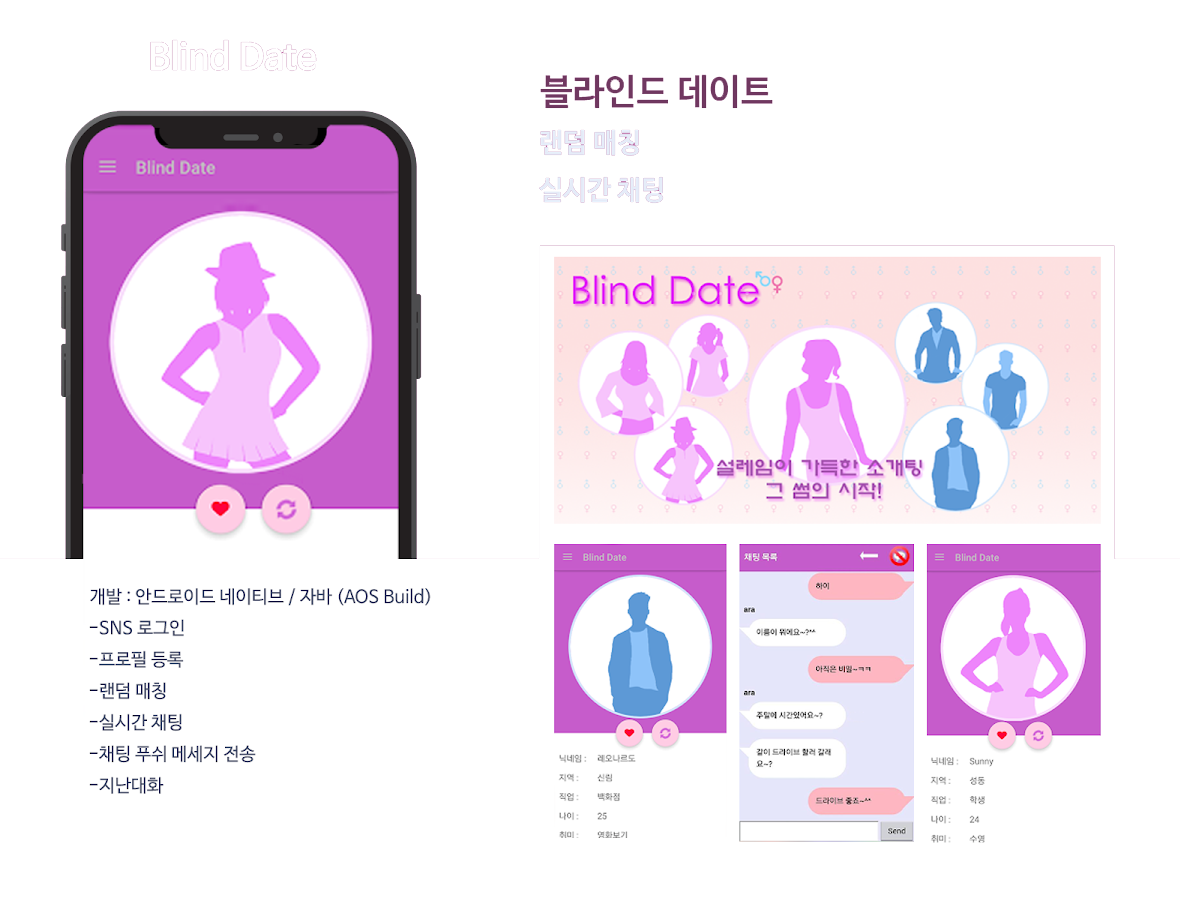 Blind Date
블라인드 데이트
랜덤 매칭
실시간 채팅
Blind Date
Blind Date
설레임이 가득한 소개팅
그 썸의 시작!
개발 : 안드로이드 네이티브 / 자바 (AOS Build)
-SNS 로그인
-프로필 등록
-랜덤 매칭
-실시간 채팅
-채팅 푸쉬 메세지 전송
-지난대화
Blind Date
닉네임 : 레오나르도
지역 : 신림
직업 : 백화점
나이 : 25
취미 : 영화보기
채팅 목록
하이
ara
이름이 뭐에요~?^^
아직은 비밀~ㅋㅋ
ara
주말에 시간있어요~?
같이 드라이브 할러 갈래
요~?
드라이브 좋죠~^^
Send
Blind Date
닉네임 : Sunny
지역 : 성동
직업 : 학생
나이 : 24
취미 : 수영